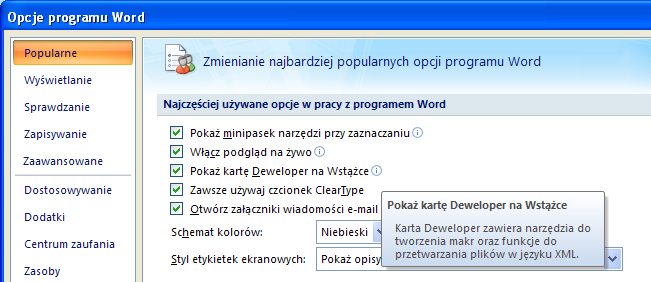 Opcje programu Word
Popularne
Wyświetlanie
Sprawdzanie
Zapisywanie
Zaawansowane
Dostosowywanie
Dodatki
Centrum zaufania
Zasoby
Zmienianie najbardziej popularnych opcji programu Word
Najczęściej używane opcje w pracy z programem Word
Pokaż minipasek narzędzi przy zaznaczaniu
Włącz podgląd na żywo
Pokaż kartę Deweloper na Wstążce
Zawsze używaj czcionek ClearType
Otwórz załączniki wiadomości e-mail
Schemat kolorów: Niebieski
Styl etykietek ekranowych: Pokaż opisy
Pokaż kartę Deweloper na Wstążce
Karta Deweloper zawiera narzędzia do
tworzenia makr oraz funkcje do
przetwarzania plików w języku XML.